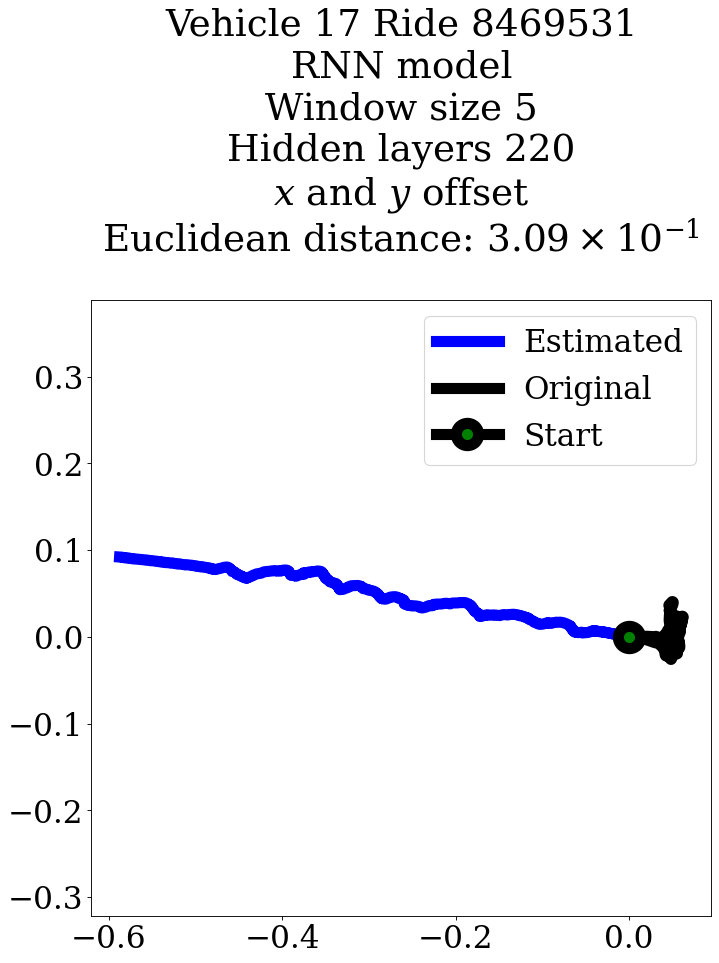 Vehicle 17 Ride 8469531
RNN model
Window size 5
Hidden layers 220
x and y offset
Euclidean distance: 3.09 × 10⁻¹
Estimated
Original
Start
0.3
0.2
0.1
0.0
−0.1
−0.2
−0.3
−0.6 −0.4 −0.2 0.0